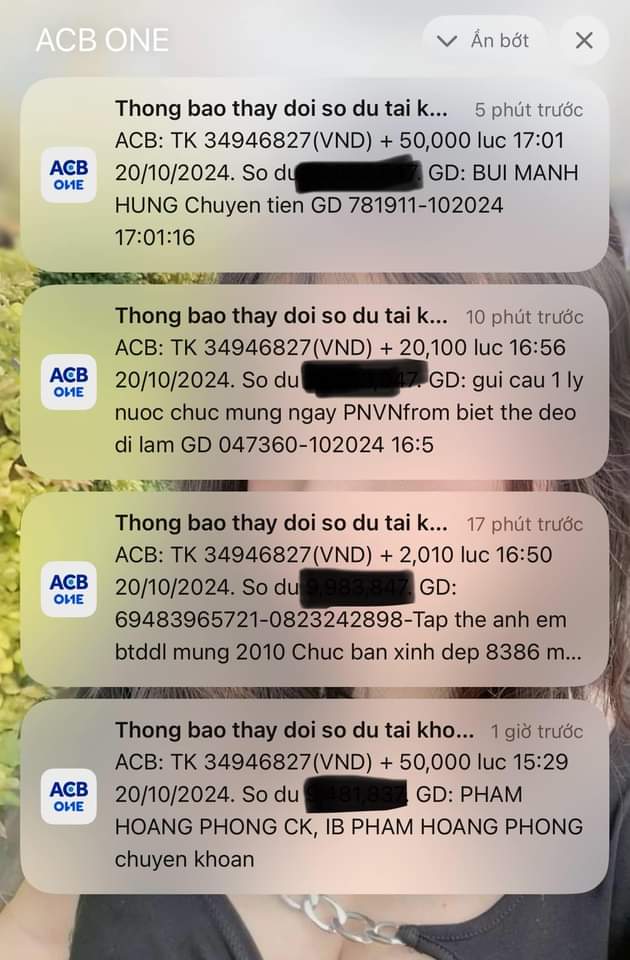 ACB ONE
Ẩn bớt
Thong bao thay doi so du tai k... 5 phút trước
ACB: TK 34946827(VND) + 50,000 luc 17:01
20/10/2024. So du GD: BUI MANH
HUNG Chuyen tien GD 781911-102024
17:01:16
ACB
ONE
Thong bao thay doi so du tai k... 10 phút trước
ACB: TK 34946827(VND) + 20,100 luc 16:56
20/10/2024. So du GD: gui cau 1 ly
nuoc chuc mung ngay PNVNfrom biet the deo
di lam GD 047360-102024 16:5
ACB
ONE
Thong bao thay doi so du tai k... 17 phút trước
ACB: TK 34946827(VND) + 2,010 luc 16:50
20/10/2024. So du GD:
69483965721-0823242898-Tap the anh em
btddl mung 2010 Chuc ban xinh dep 8386 m...
ACB
ONE
Thong bao thay doi so du tai kho... 1 giờ trước
ACB: TK 34946827(VND) + 50,000 luc 15:29
20/10/2024. So du GD: PHAM
HOANG PHONG CK, IB PHAM HOANG PHONG
chuyen khoan
ACB
ONE